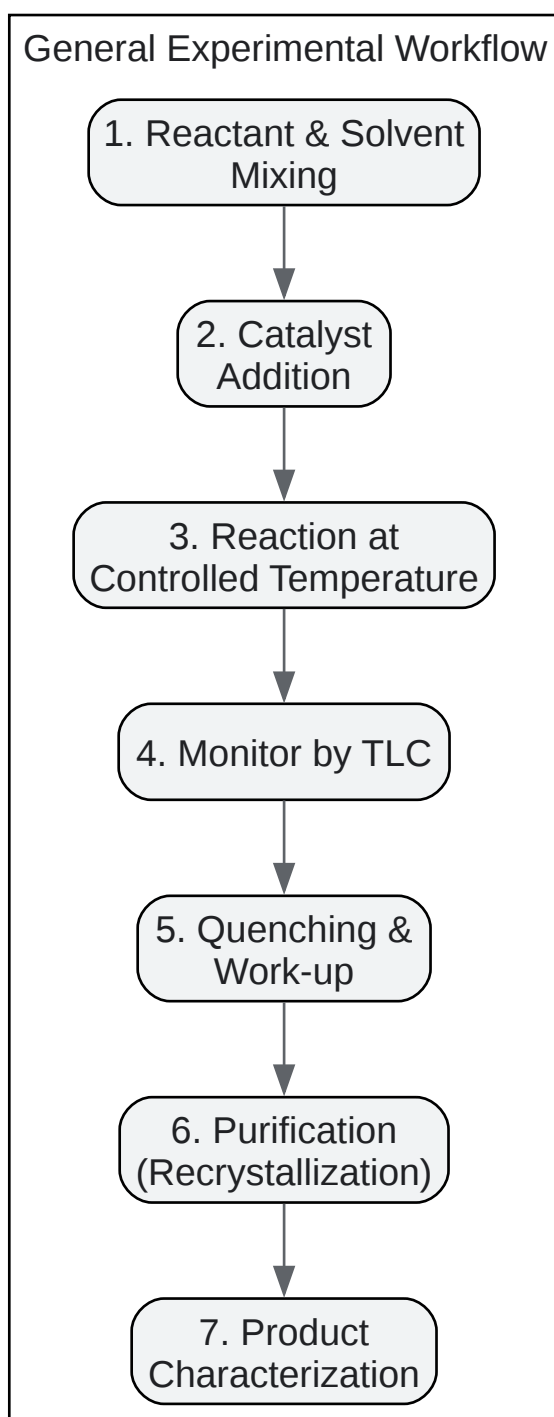 General Experimental Workflow
1. Reactant & Solvent
Mixing
2. Catalyst
Addition
3. Reaction at
Controlled Temperature
4. Monitor by TLC
5. Quenching &
Work-up
6. Purification
(Recrystallization)
7. Product
Characterization